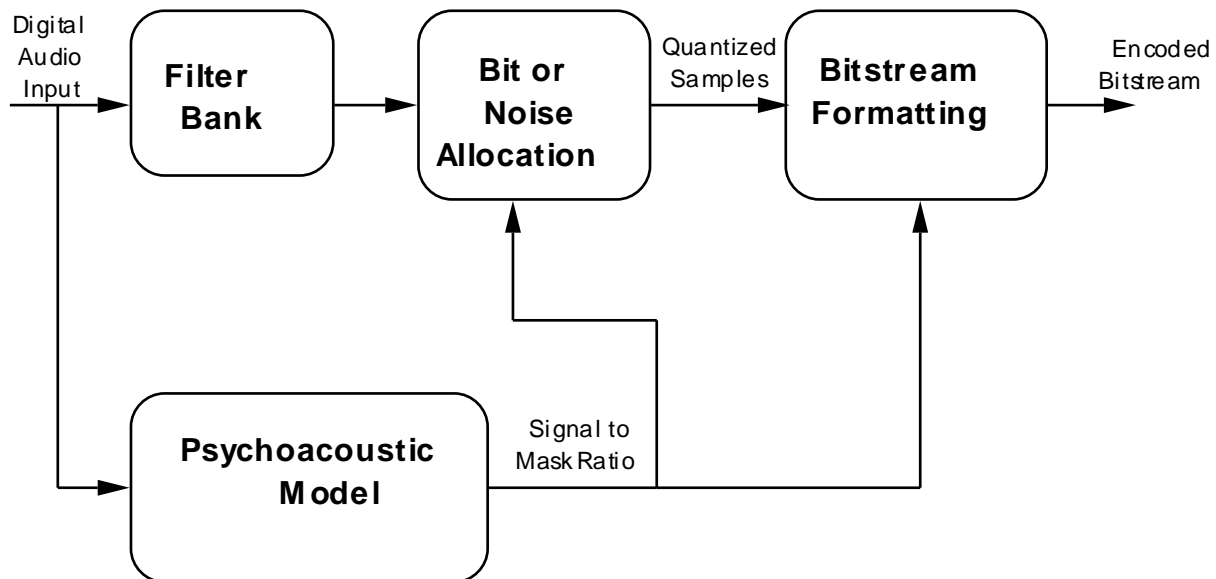 Digital
Audio
Input
Filter
Bank
Bit or
Noise
Allocation
Quantized
Samples
Bitstream
Formatting
Encoded
Bitstream
Psychoacoustic
Model
Signal to
Mask Ratio